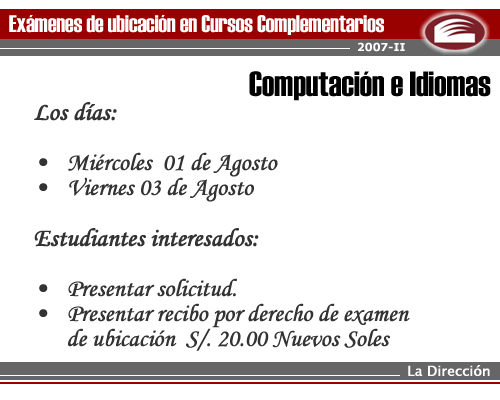 Exámenes de ubicación en Cursos Complementarios
2007-II
Computación e Idiomas
Los días:
• Miércoles 01 de Agosto
• Viernes 03 de Agosto
Estudiantes interesados:
• Presentar solicitud.
• Presentar recibo por derecho de examen
de ubicación S/. 20.00 Nuevos Soles
La Dirección